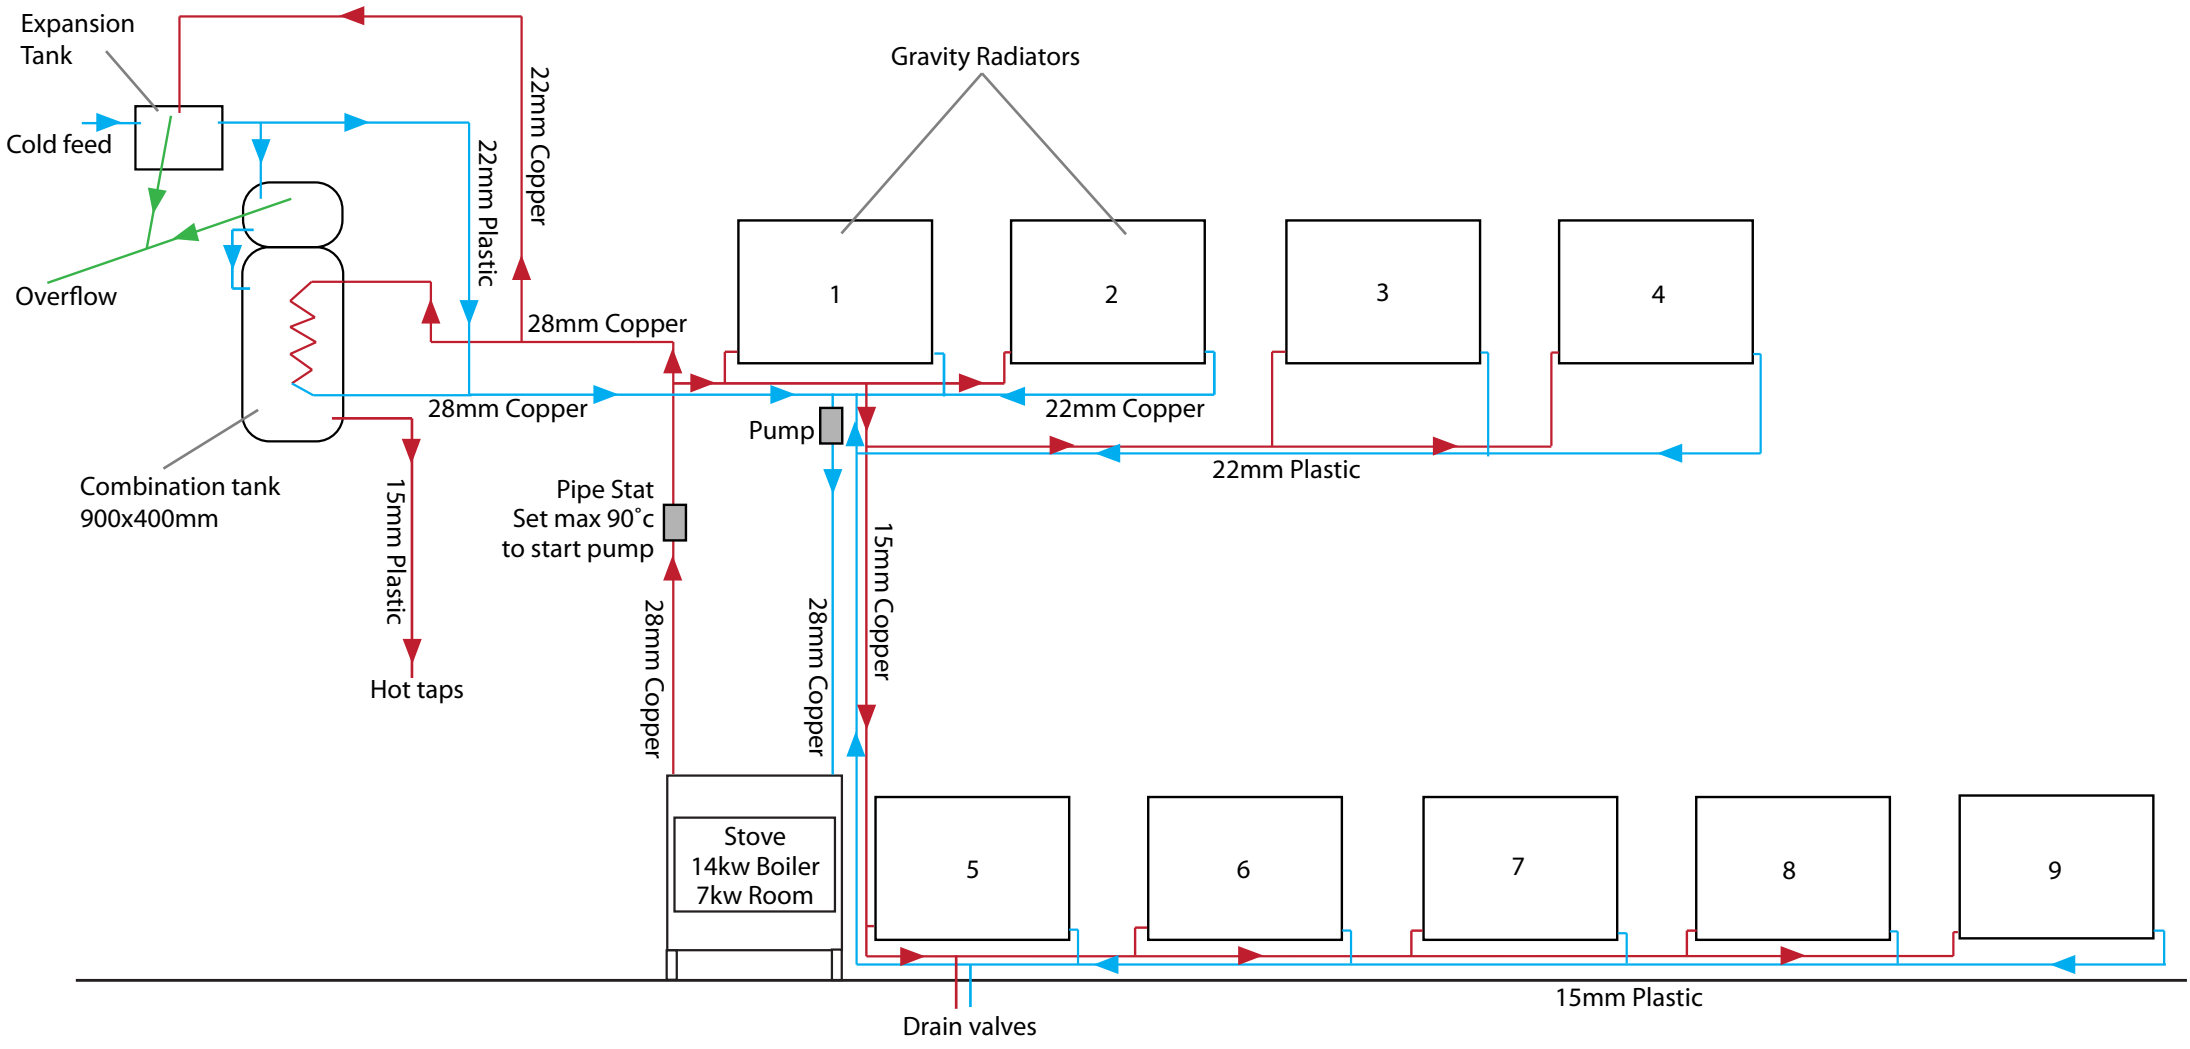 Expansion
Tank
Cold feed
Overflow
Combination tank
900x400mm
15mm Plastic
Hot taps
22mm Plastic
22mm Copper
28mm Copper
28mm Copper
Gravity Radiators
1
2
3
4
22mm Copper
22mm Plastic
Pump
Pipe Stat
Set max 90˚c
to start pump
28mm Copper
28mm Copper
15mm Copper
Stove
14kw Boiler
7kw Room
5
6
7
8
9
15mm Plastic
Drain valves